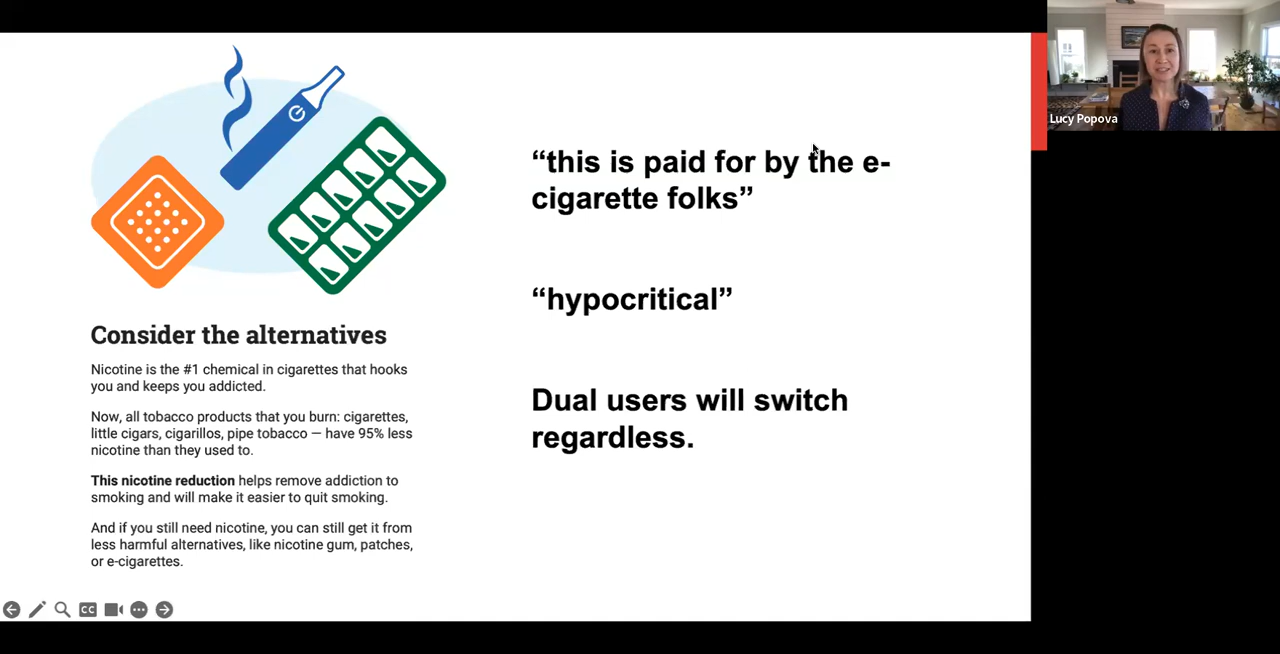 Consider the alternatives
Nicotine is the #1 chemical in cigarettes that hooks
you and keeps you addicted.
Now, all tobacco products that you burn: cigarettes,
little cigars, cigarillos, pipe tobacco — have 95% less
nicotine than they used to.
This nicotine reduction helps remove addiction to
smoking and will make it easier to quit smoking.
And if you still need nicotine, you can still get it from
less harmful alternatives, like nicotine gum, patches,
or e-cigarettes.
“this is paid for by the e-
cigarette folks”
“hypocritical”
Dual users will switch
regardless.
Lucy Popova
CC